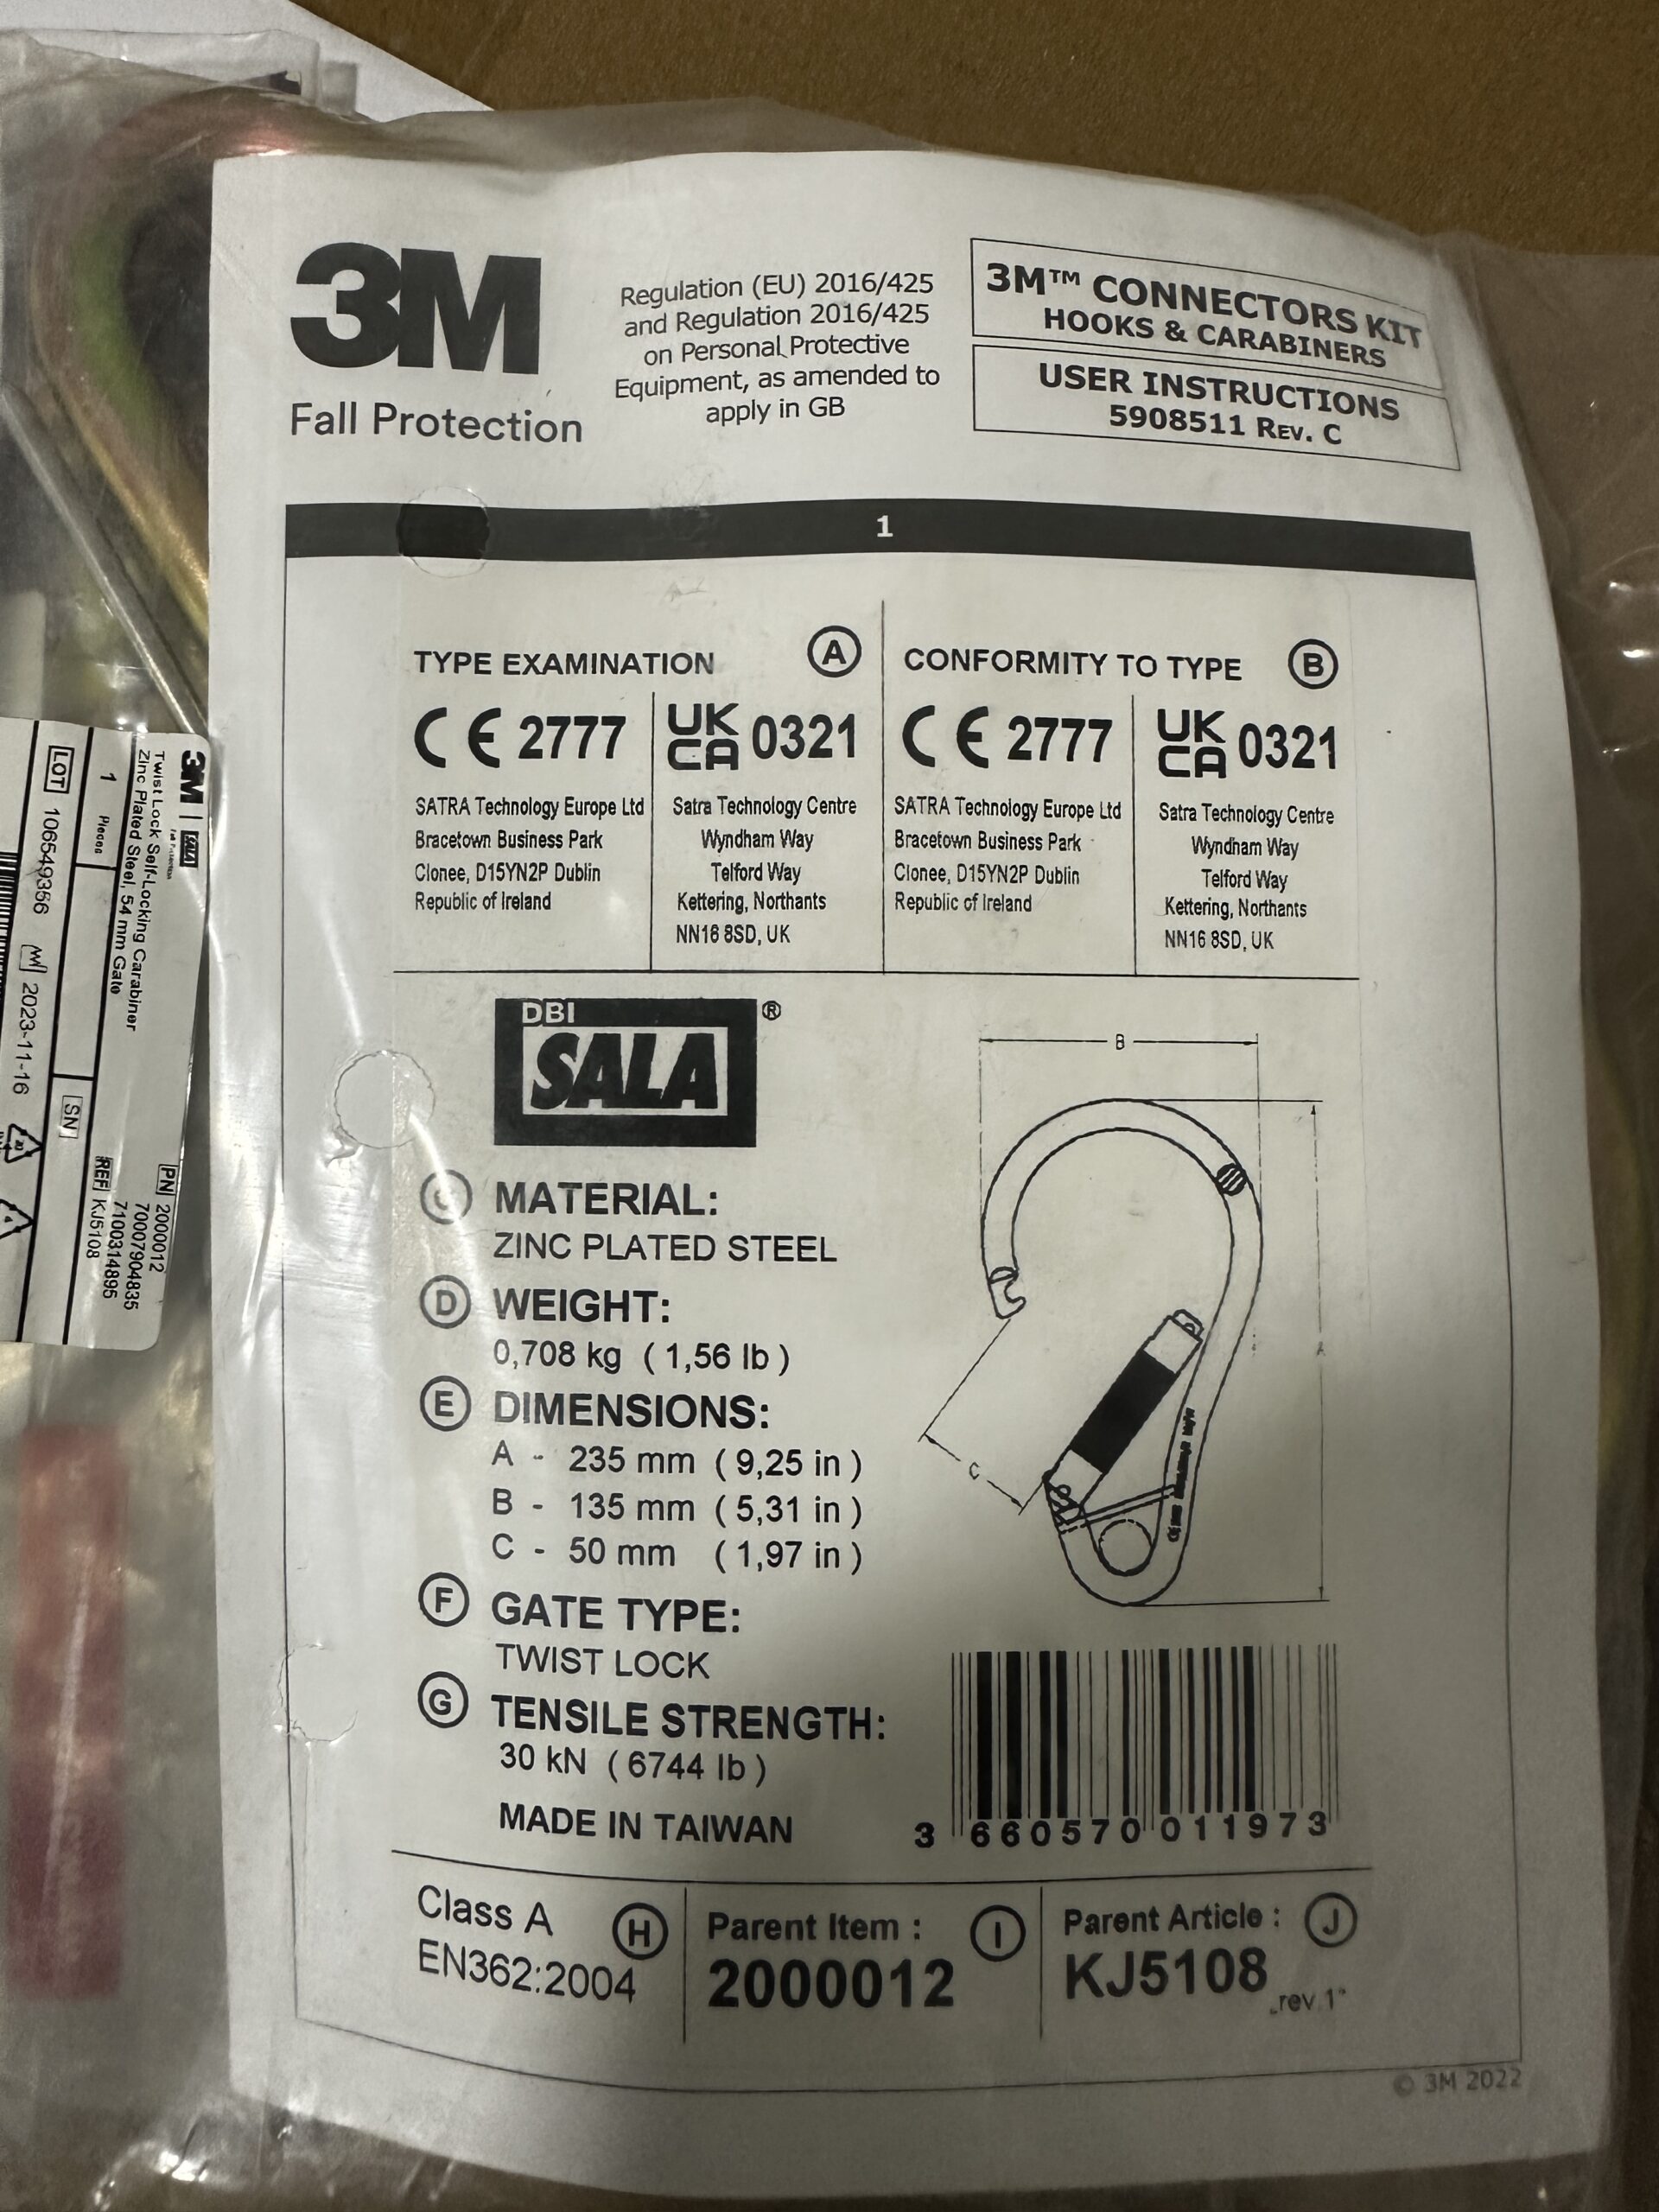 3M
Fall Protection
Regulation (EU) 2016/425
and Regulation 2016/425
on Personal Protective
Equipment, as amended to
apply in GB
3M™ CONNECTORS KIT
HOOKS & CARABINERS
USER INSTRUCTIONS
5908511 REV. C
1
TYPE EXAMINATION A
CE 2777
SATRA Technology Europe Ltd
Bracetown Business Park
Clonee, D15YN2P Dublin
Republic of Ireland
UK
CA 0321
Satra Technology Centre
Wyndham Way
Telford Way
Kettering, Northants
NN16 8SD, UK
CONFORMITY TO TYPE B
CE 2777
SATRA Technology Europe Ltd
Bracetown Business Park
Clonee, D15YN2P Dublin
Republic of Ireland
UK
CA 0321
Satra Technology Centre
Wyndham Way
Telford Way
Kettering, Northants
NN16 8SD, UK
DBI
SALA ®
C MATERIAL:
ZINC PLATED STEEL
D WEIGHT:
0,708 kg ( 1,56 lb )
E DIMENSIONS:
A - 235 mm ( 9,25 in )
B - 135 mm ( 5,31 in )
C - 50 mm ( 1,97 in )
F GATE TYPE:
TWIST LOCK
G TENSILE STRENGTH:
30 kN ( 6744 lb )
MADE IN TAIWAN
B
A
C
3 660570 011973
Class A H
EN362:2004
Parent Item : I
2000012
Parent Article : J
KJ5108 „rev.1"
© 3M 2022
3M | SALA
Twist Lock Self-Locking Carabiner
Zinc Plated Steel, 54 mm Gate
1 Pieces
LOT 106549366
2023-11-16
SN
PN 2000012
70007904835
7100314895
REF KJ5108